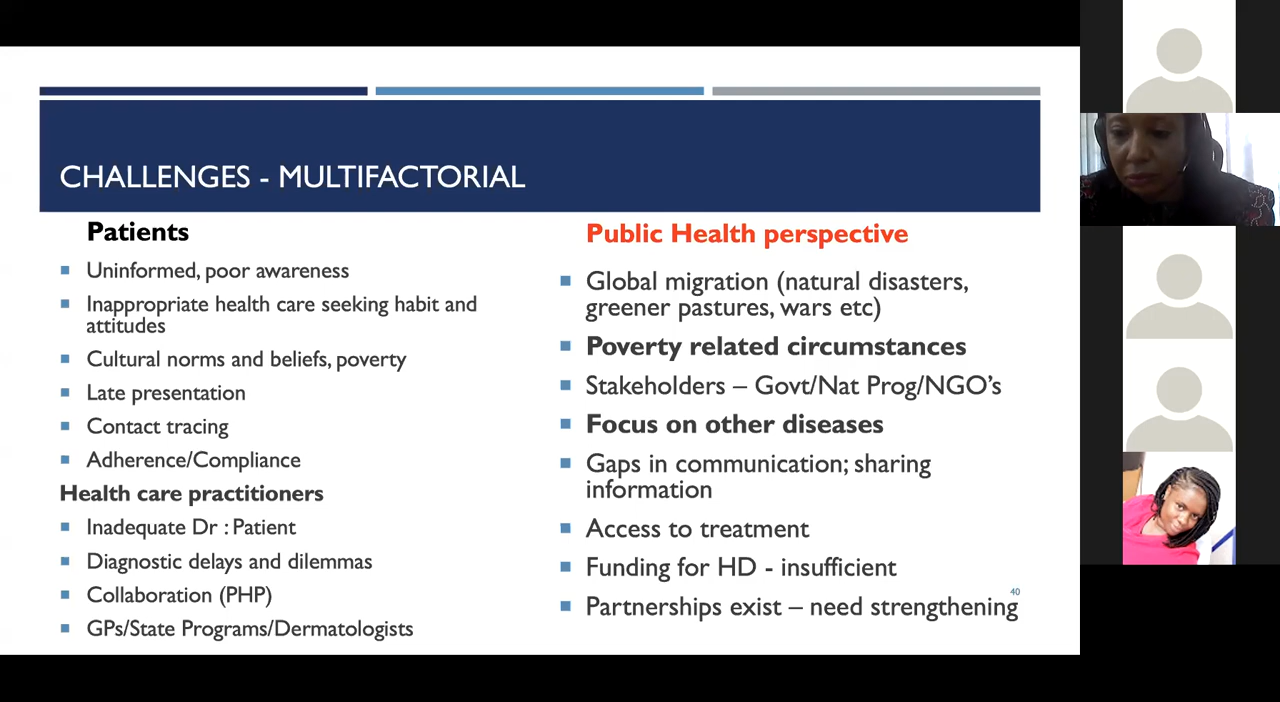 CHALLENGES - MULTIFACTORIAL
Patients
Uninformed, poor awareness
Inappropriate health care seeking habit and
attitudes
Cultural norms and beliefs, poverty
Late presentation
Contact tracing
Adherence/Compliance
Health care practitioners
Inadequate Dr : Patient
Diagnostic delays and dilemmas
Collaboration (PHP)
GPs/State Programs/Dermatologists
Public Health perspective
Global migration (natural disasters,
greener pastures, wars etc)
Poverty related circumstances
Stakeholders – Govt/Nat Prog/NGO’s
Focus on other diseases
Gaps in communication; sharing
information
Access to treatment
Funding for HD - insufficient
Partnerships exist – need strengthening
40